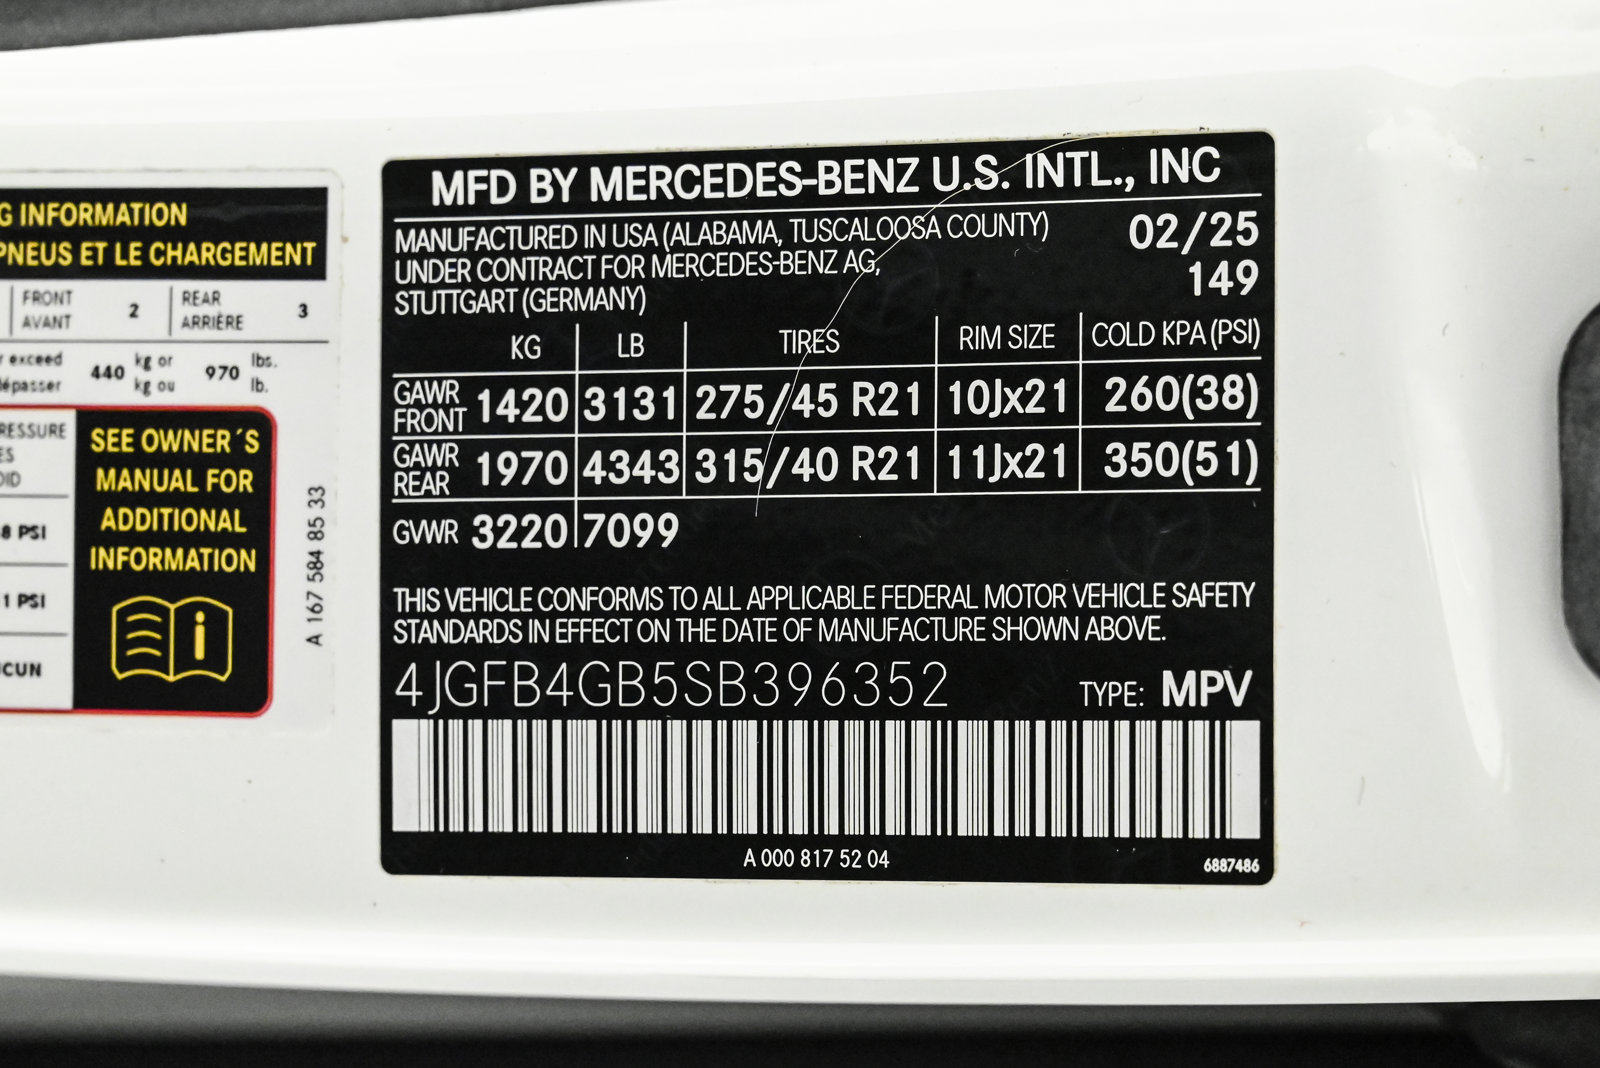 G INFORMATION
PNEUS ET LE CHARGEMENT
FRONT 2 REAR 3
AVANT ARRIÈRE
exceed 440 kg or 970 lbs.
dépasser kg ou lb.
SEE OWNER´S
MANUAL FOR
ADDITIONAL
INFORMATION
8 PSI
1 PSI
A 167 584 85 33
MFD BY MERCEDES-BENZ U.S. INTL., INC
MANUFACTURED IN USA (ALABAMA, TUSCALOOSA COUNTY) 02/25
UNDER CONTRACT FOR MERCEDES-BENZ AG, 149
STUTTGART (GERMANY)
KG LB TIRES RIM SIZE COLD KPA (PSI)
GAWR FRONT 1420 3131 275/45 R21 10Jx21 260(38)
GAWR REAR 1970 4343 315/40 R21 11Jx21 350(51)
GVWR 3220 7099
THIS VEHICLE CONFORMS TO ALL APPLICABLE FEDERAL MOTOR VEHICLE SAFETY
STANDARDS IN EFFECT ON THE DATE OF MANUFACTURE SHOWN ABOVE.
4JGFB4GB5SB396352 TYPE: MPV
A 000 817 52 04
6887486